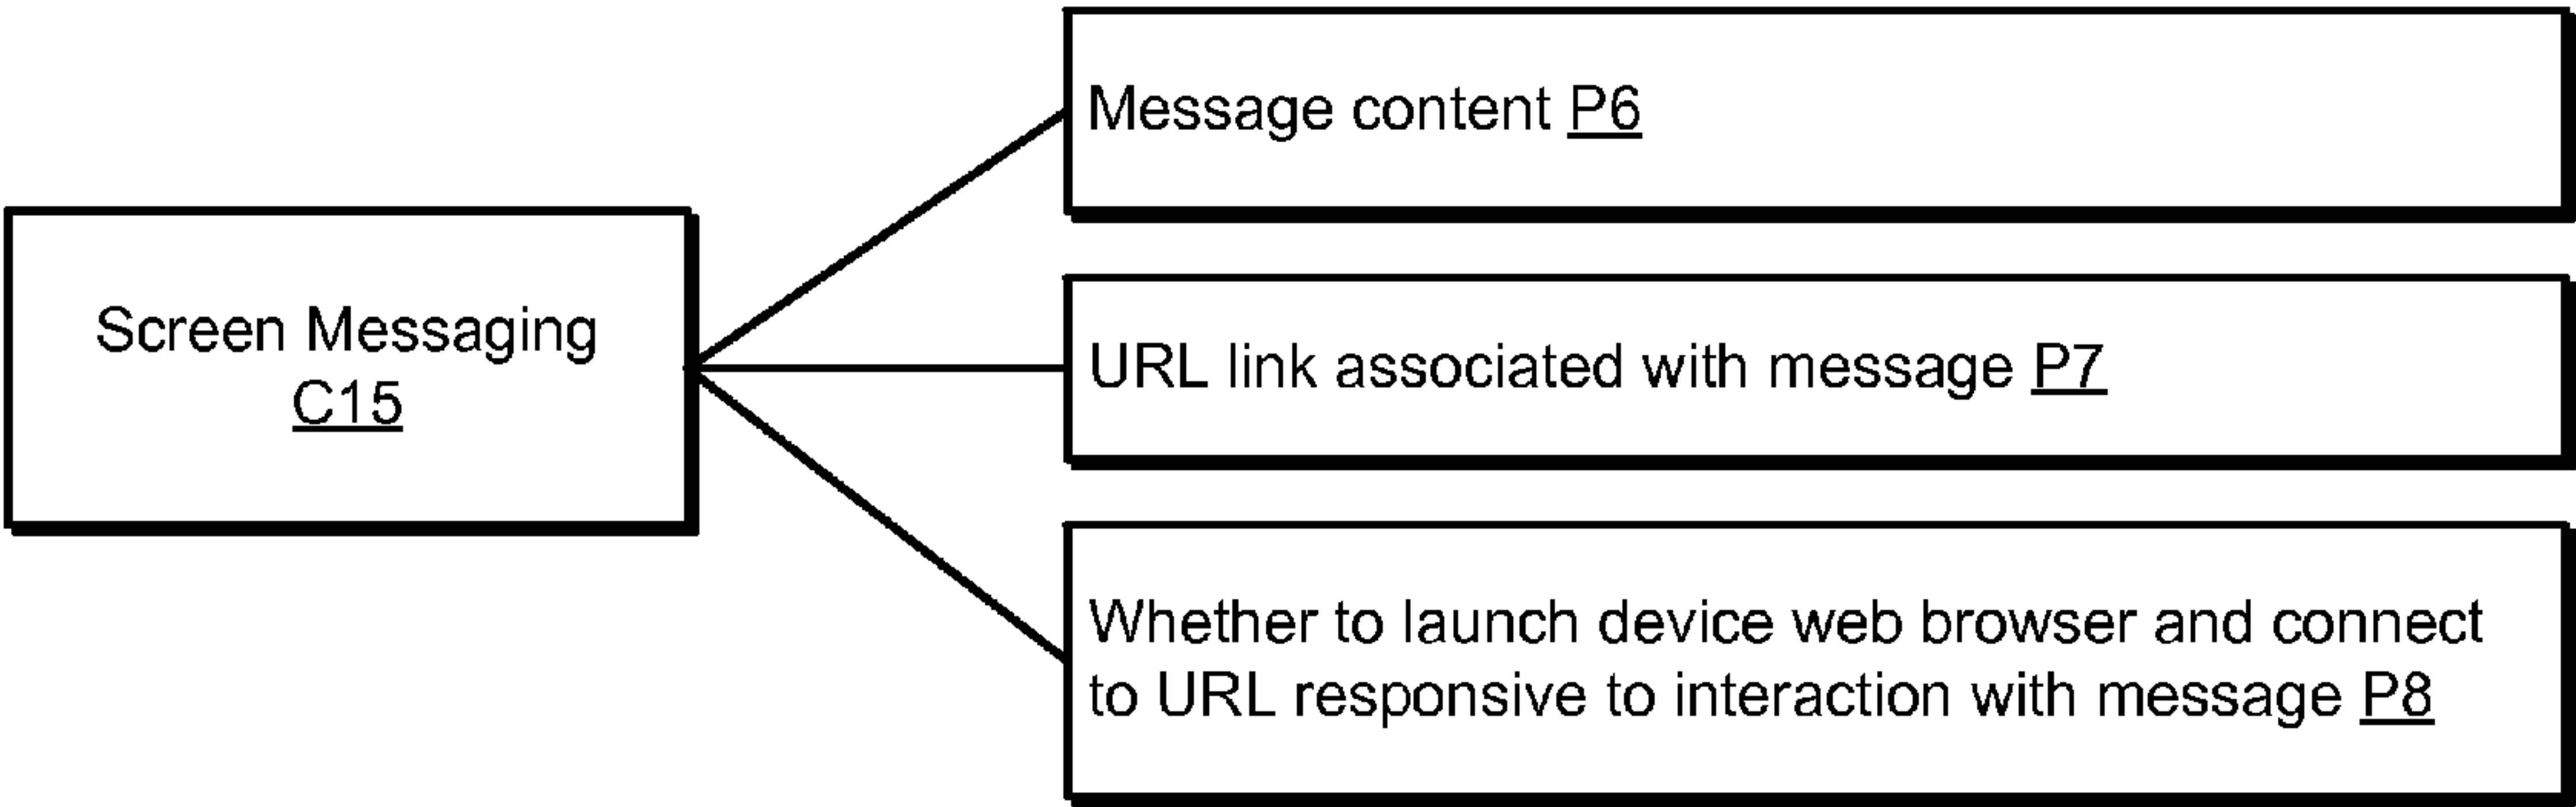 Message content P6
Screen Messaging
C15
URL link associated with message P7
Whether to launch device web browser and connect
to URL responsive to interaction with message P8